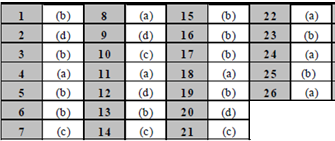 1 (b) 8 (a) 15 (b) 22 (a)
2 (d) 9 (d) 16 (b) 23 (b)
3 (b) 10 (c) 17 (b) 24 (a)
4 (a) 11 (a) 18 (a) 25 (b)
5 (b) 12 (d) 19 (b) 26 (a)
6 (b) 13 (b) 20 (d)
7 (c) 14 (c) 21 (c)